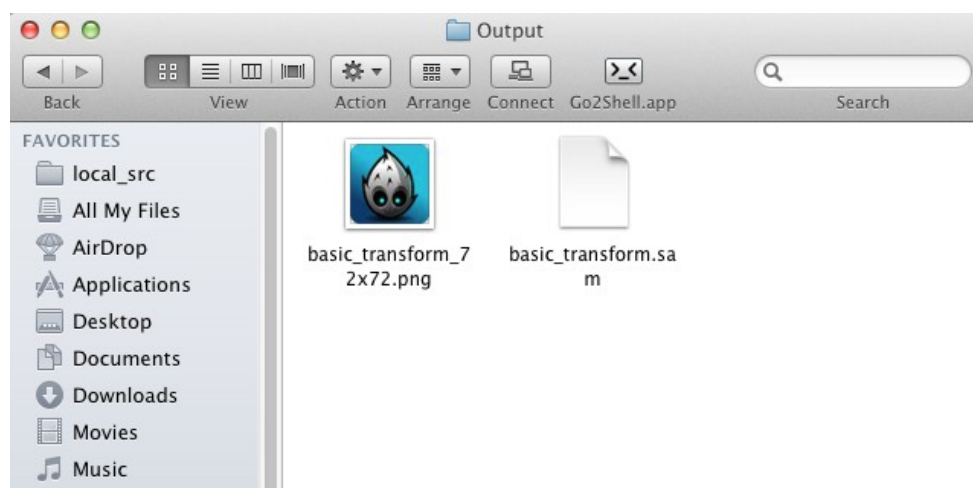 Output
Back
View
Action
Arrange
Connect
Go2Shell.app
Search
FAVORITES
local_src
All My Files
AirDrop
Applications
Desktop
Documents
Downloads
Movies
Music
basic_transform_7
2x72.png
basic_transform.sa
m